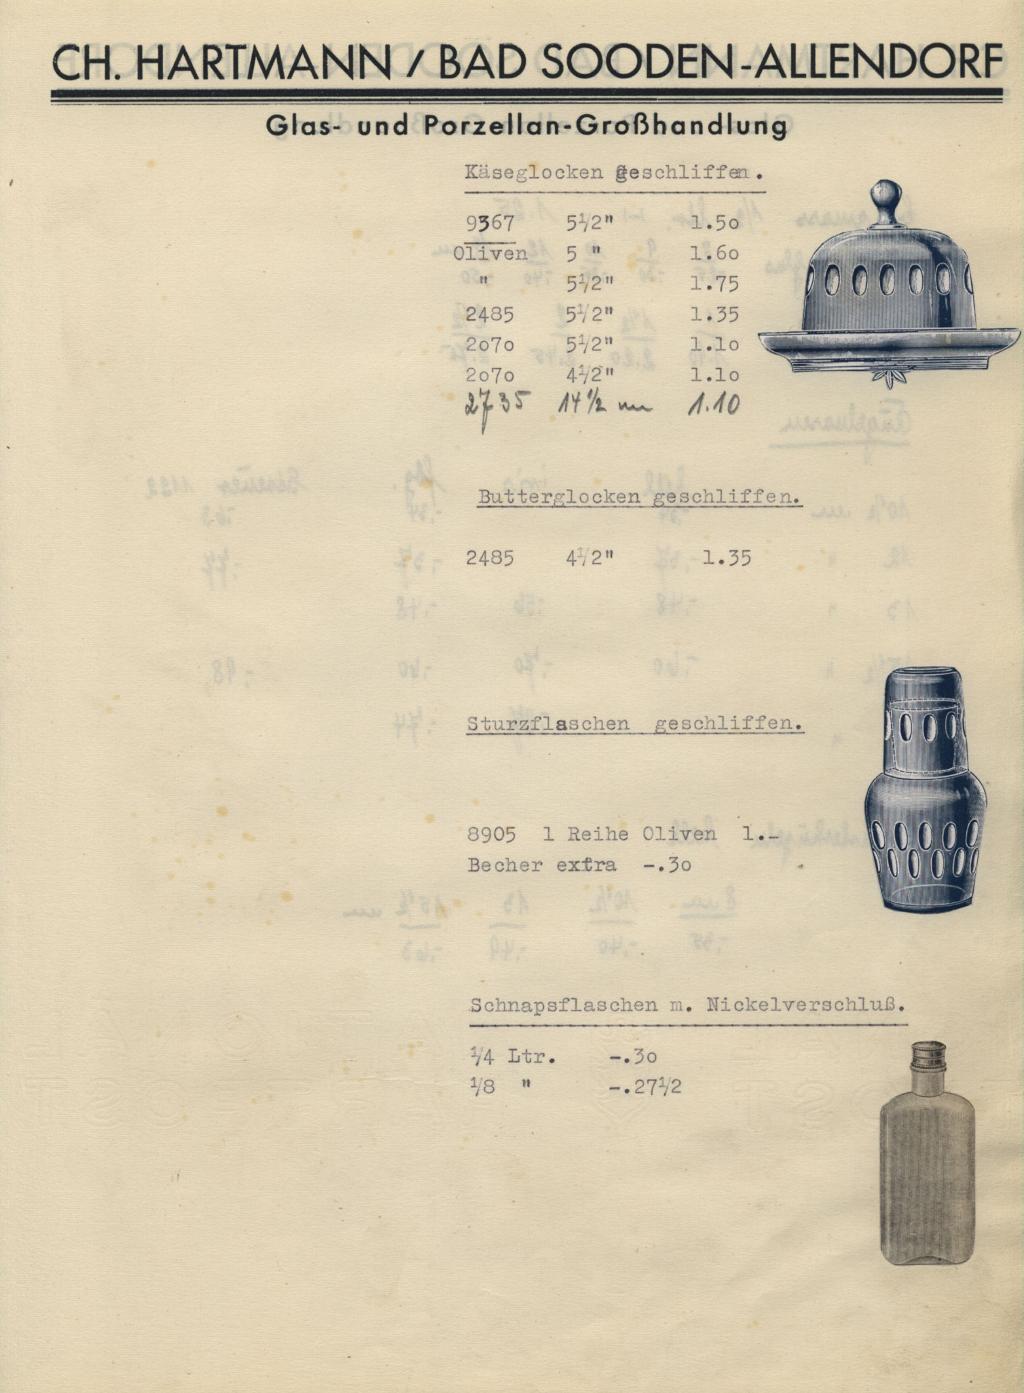 CH. HARTMANN / BAD SOODEN-ALLENDORF
Glas- und Porzellan-Großhandlung
Käseglocken geschliffen.
9367 5½" 1.5o
Oliven 5 " 1.6o
" 5½" 1.75
2485 5½" 1.35
2o7o 5½" 1.1o
2o7o 4½" 1.1o
2735 14½ cm 1.10
Butterglocken geschliffen.
2485 4½" 1.35
Sturzflaschen geschliffen.
8905 1 Reihe Oliven 1.-
Becher extra -.3o
Schnapsflaschen m. Nickelverschluß.
¼ Ltr. -.3o
⅛ " -.27½